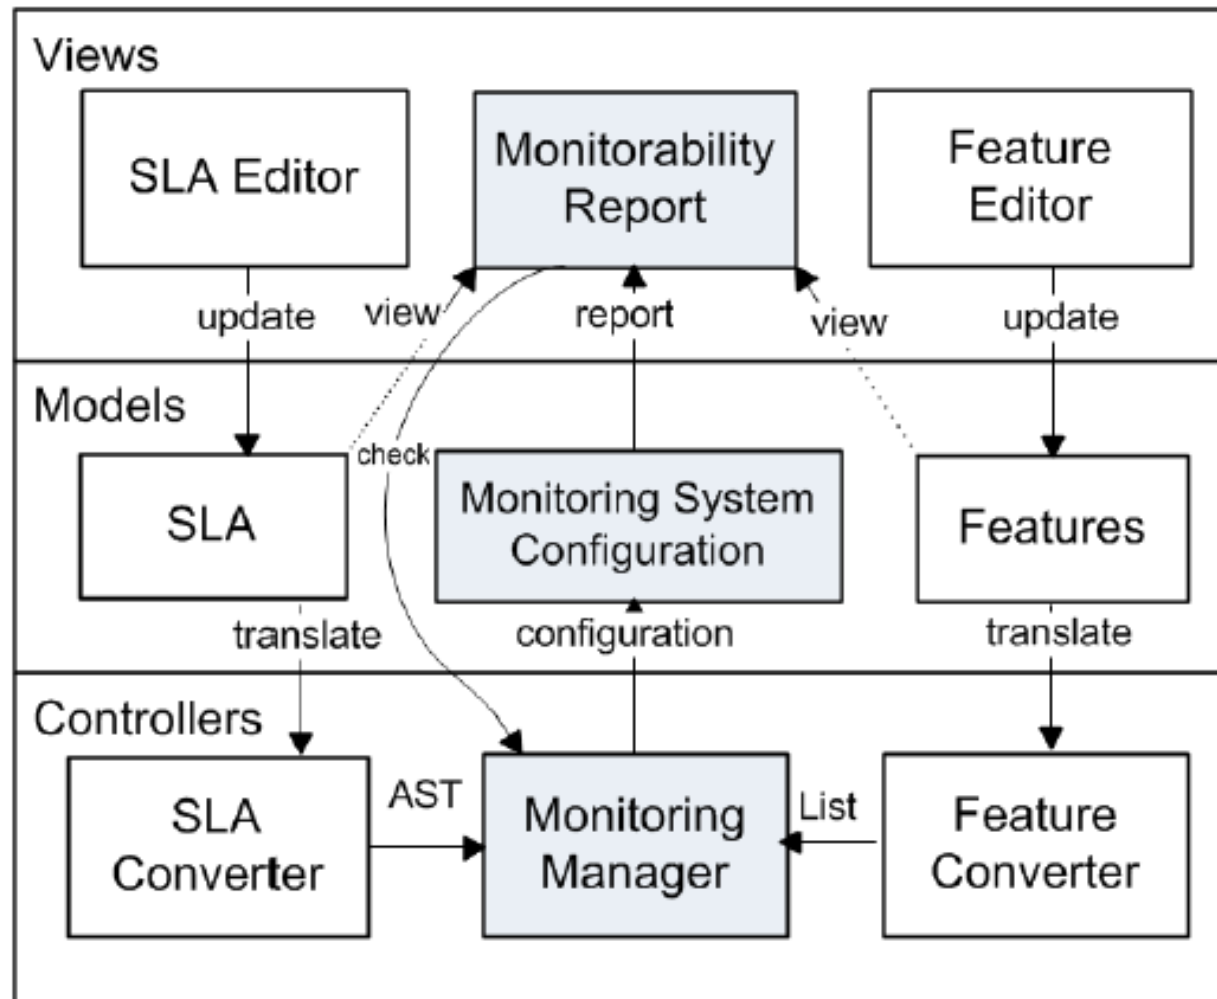 Views
SLA Editor
Monitorability
Report
Feature
Editor
update
view
report
view
update
Models
SLA
check
Monitoring System
Configuration
Features
translate
configuration
translate
Controllers
SLA
Converter
AST
Monitoring
Manager
List
Feature
Converter